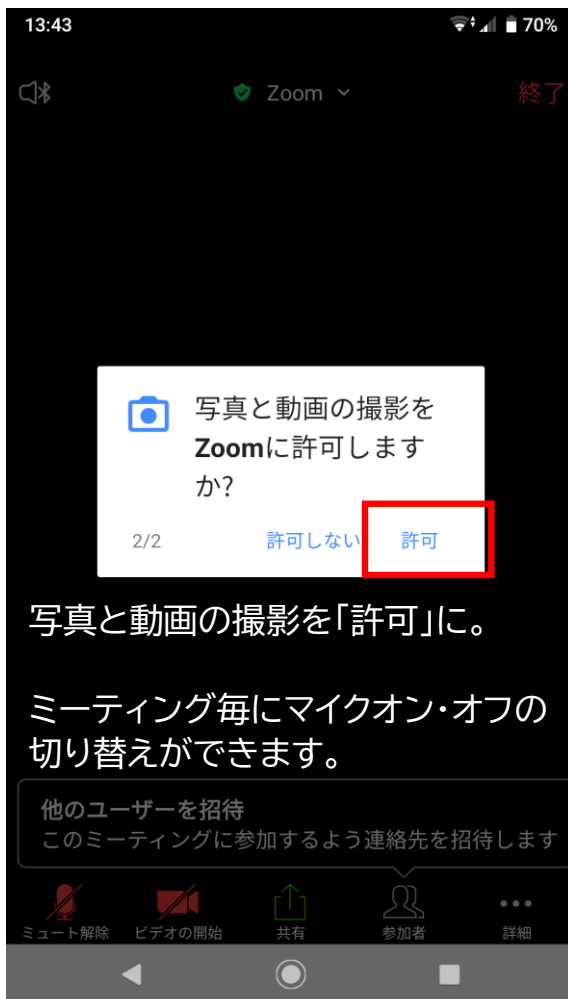 13:43
70%
Zoom
終了
写真と動画の撮影を
Zoomに許可します
か?
2/2 許可しない 許可
写真と動画の撮影を「許可」に。
ミーティング毎にマイクオン・オフの
切り替えができます。
他のユーザーを招待
このミーティングに参加するよう連絡先を招待します
ミュート解除 ビデオの開始 共有 参加者 詳細